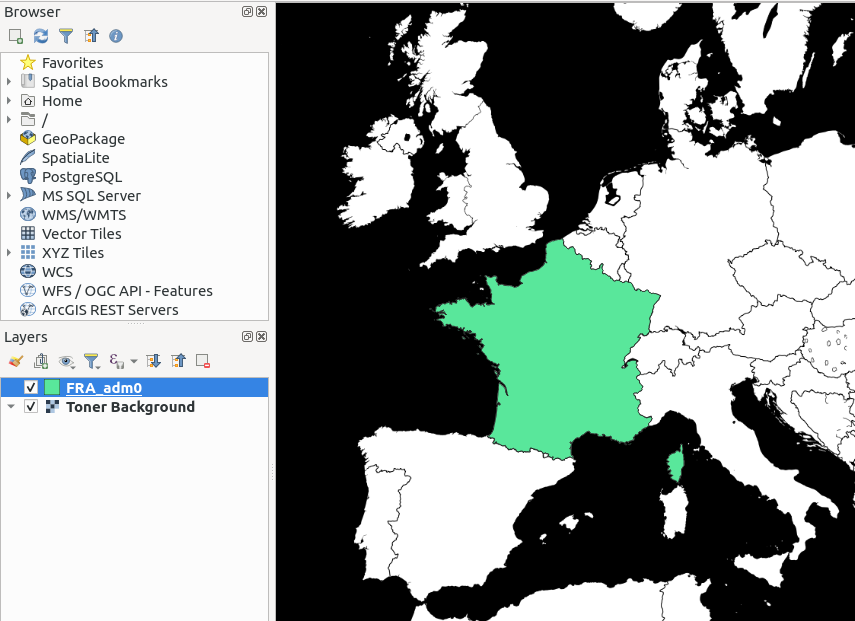 Browser
Favorites
Spatial Bookmarks
Home
/
GeoPackage
SpatiaLite
PostgreSQL
MS SQL Server
WMS/WMTS
Vector Tiles
XYZ Tiles
WCS
WFS / OGC API - Features
ArcGIS REST Servers
Layers
FRA_adm0
Toner Background